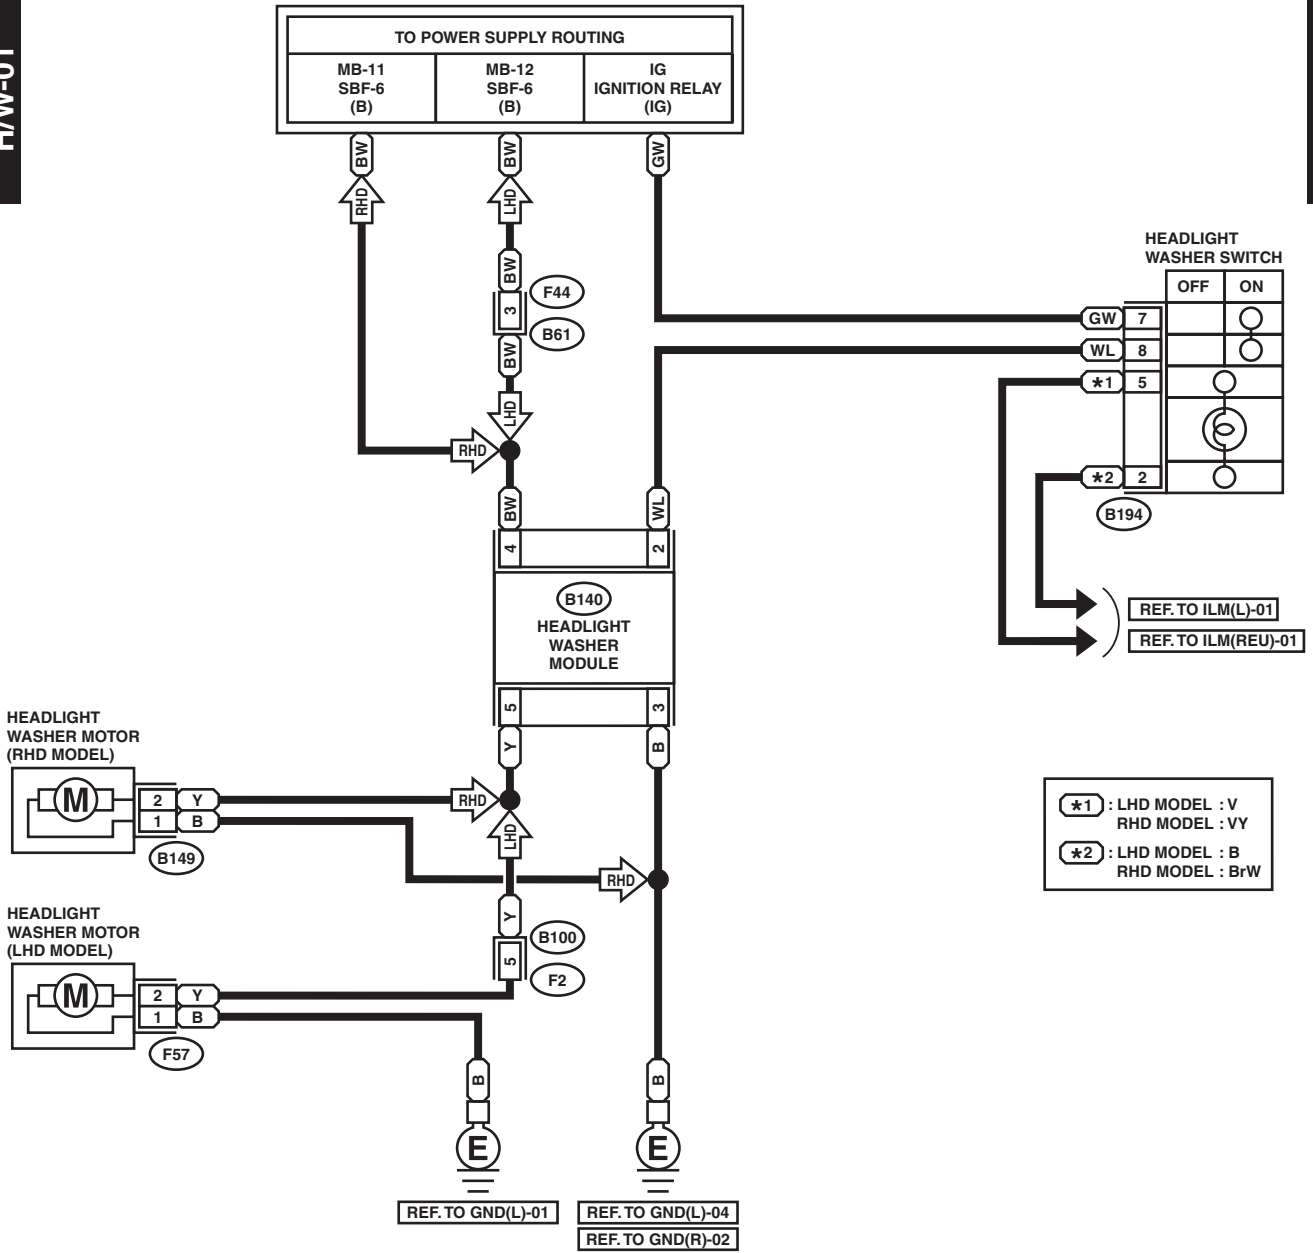 H/W-01
TO POWER SUPPLY ROUTING
MB-11
SBF-6
(B)
MB-12
SBF-6
(B)
IG
IGNITION RELAY
(IG)
BW
BW
GW
RHD
LHD
BW
3
F44
B61
BW
LHD
RHD
HEADLIGHT
WASHER SWITCH
OFF ON
GW 7
WL 8
*1 5
*2 2
B194
BW
WL
4
2
B140
HEADLIGHT
WASHER
MODULE
5
3
Y
B
REF. TO ILM(L)-01
REF. TO ILM(REU)-01
HEADLIGHT
WASHER MOTOR
(RHD MODEL)
M
2 Y
1 B
B149
RHD
LHD
RHD
*1 : LHD MODEL : V
RHD MODEL : VY
*2 : LHD MODEL : B
RHD MODEL : BrW
HEADLIGHT
WASHER MOTOR
(LHD MODEL)
M
2 Y
1 B
F57
Y
B100
5
F2
B
B
E
E
REF. TO GND(L)-01
REF. TO GND(L)-04
REF. TO GND(R)-02